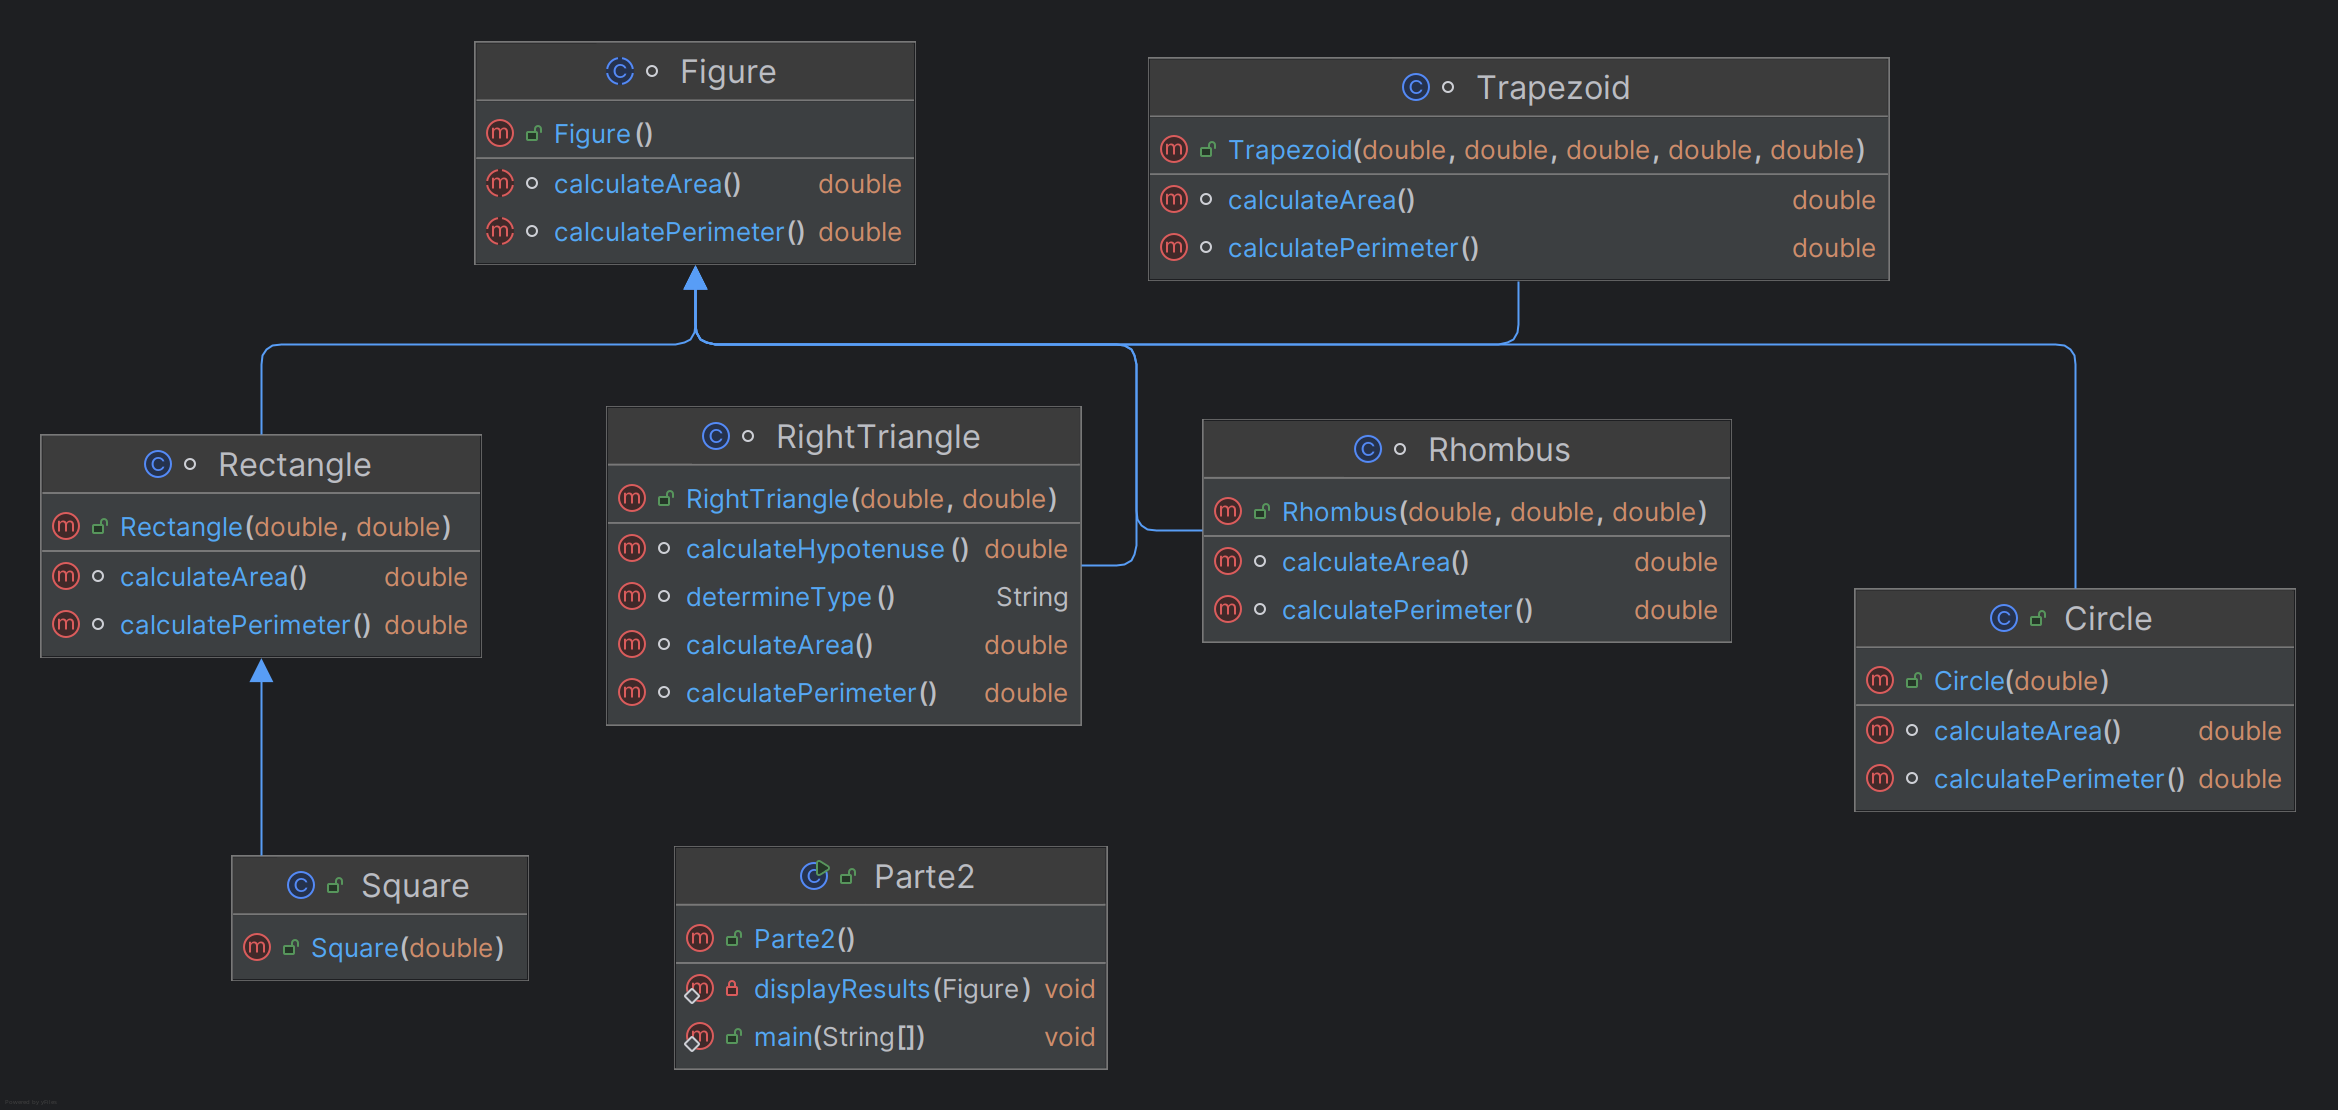 Figure
Figure()
calculateArea() double
calculatePerimeter() double
Trapezoid
Trapezoid(double, double, double, double, double)
calculateArea() double
calculatePerimeter() double
Rectangle
Rectangle(double, double)
calculateArea() double
calculatePerimeter() double
RightTriangle
RightTriangle(double, double)
calculateHypotenuse() double
determineType() String
calculateArea() double
calculatePerimeter() double
Rhombus
Rhombus(double, double, double)
calculateArea() double
calculatePerimeter() double
Circle
Circle(double)
calculateArea() double
calculatePerimeter() double
Square
Square(double)
Parte2
Parte2()
displayResults(Figure) void
main(String[]) void
Powered by yFiles